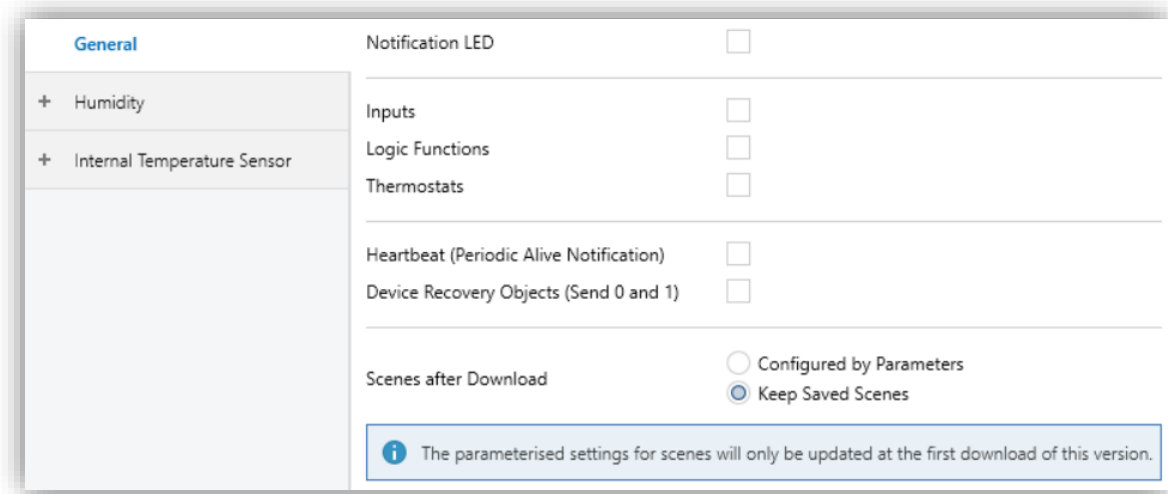 General
+ Humidity
+ Internal Temperature Sensor
Notification LED
Inputs
Logic Functions
Thermostats
Heartbeat (Periodic Alive Notification)
Device Recovery Objects (Send 0 and 1)
Scenes after Download
Configured by Parameters
Keep Saved Scenes
The parameterised settings for scenes will only be updated at the first download of this version.